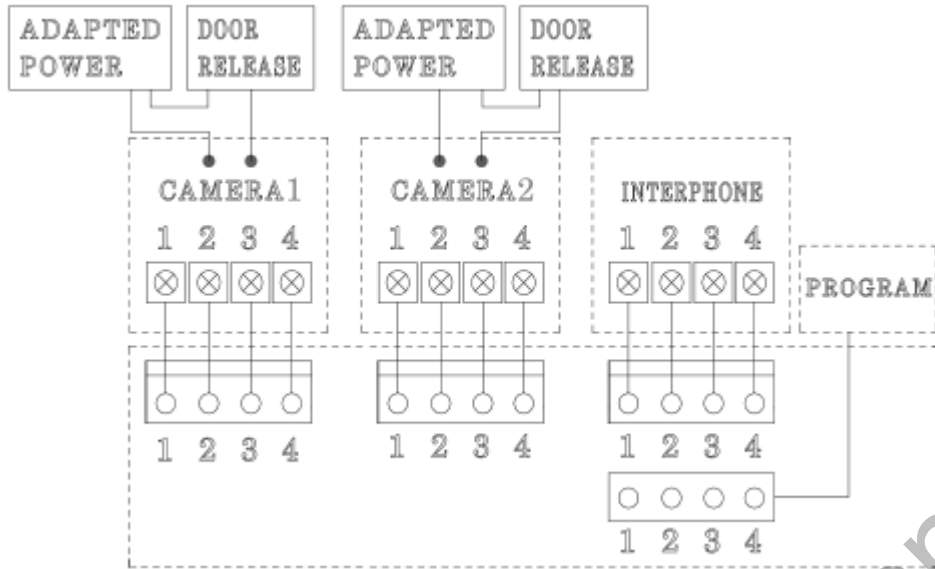 ADAPTED POWER
DOOR RELEASE
ADAPTED POWER
DOOR RELEASE
CAMERA1
1 2 3 4
CAMERA2
1 2 3 4
INTERPHONE
1 2 3 4
PROGRAM
1 2 3 4
1 2 3 4
1 2 3 4
1 2 3 4